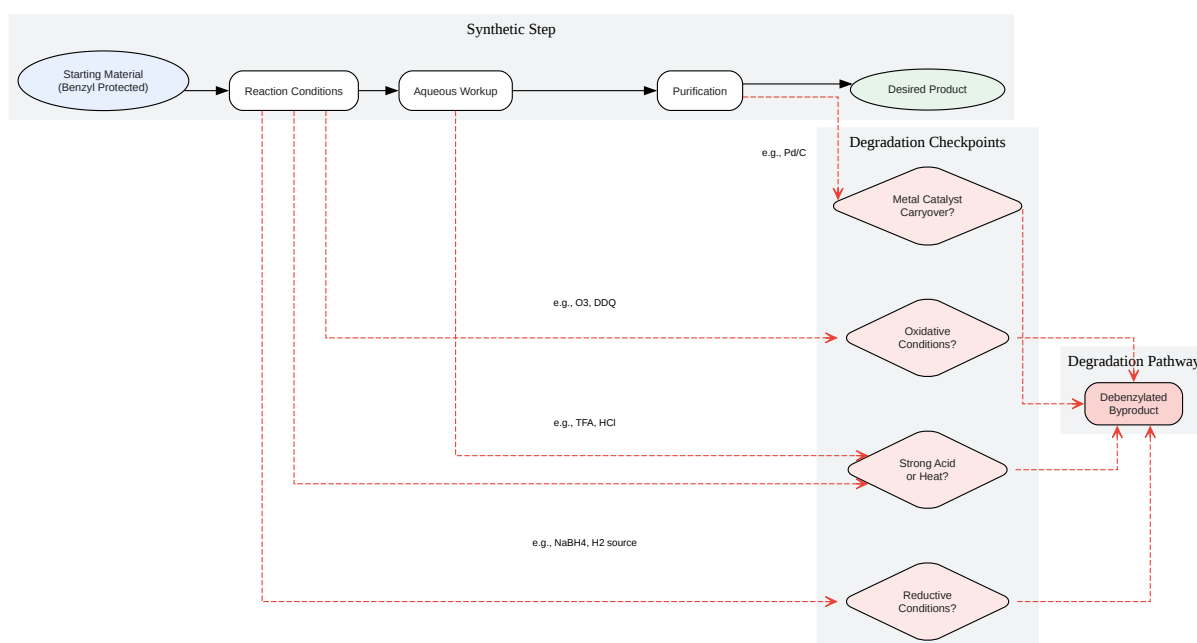 Synthetic Step
Starting Material
(Benzyl Protected)
Reaction Conditions
Aqueous Workup
Purification
Desired Product
Degradation Checkpoints
e.g., Pd/C
Metal Catalyst
Carryover?
e.g., O3, DDQ
Oxidative
Conditions?
Degradation Pathway
Debenzylated
Byproduct
e.g., TFA, HCl
Strong Acid
or Heat?
e.g., NaBH4, H2 source
Reductive
Conditions?